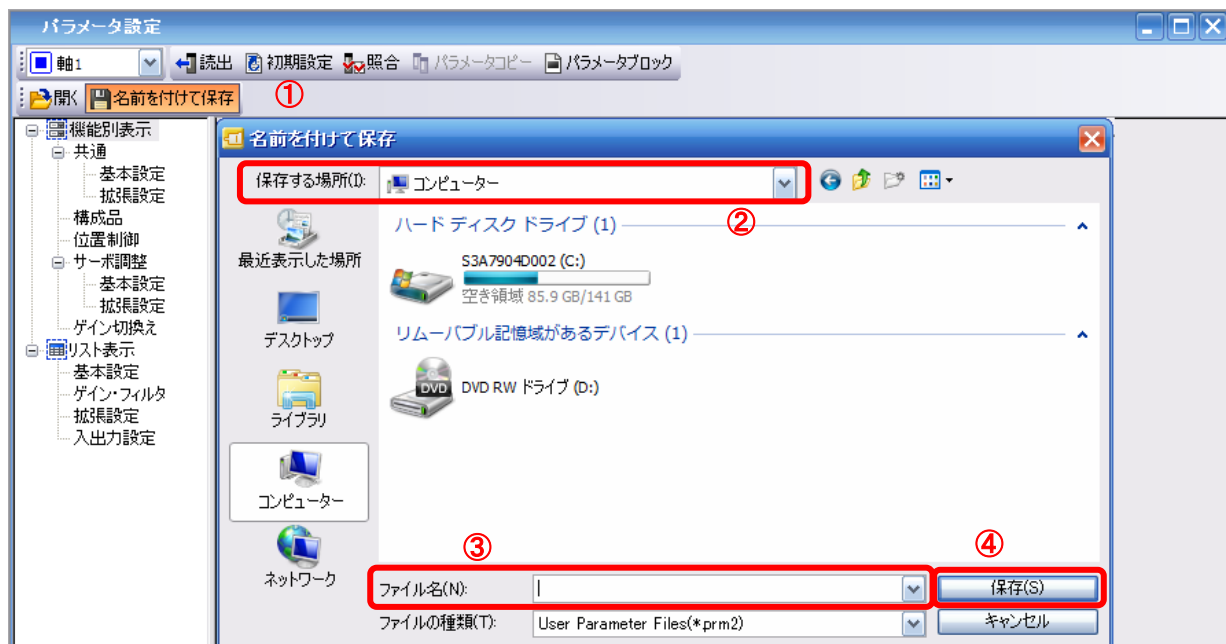 パラメータ設定
軸1 読出 初期設定 照合 パラメータコピー パラメータブロック
開く 名前を付けて保存 ①
機能別表示
共通
基本設定
拡張設定
構成品
位置制御
サーボ調整
基本設定
拡張設定
ゲイン切換え
リスト表示
基本設定
ゲイン・フィルタ
拡張設定
入出力設定
名前を付けて保存
保存する場所(I): コンピューター
②
最近表示した場所
デスクトップ
ライブラリ
コンピューター
ネットワーク
ハード ディスク ドライブ (1)
S3A7904D002 (C:)
空き領域 85.9 GB/141 GB
リムーバブル記憶域があるデバイス (1)
DVD
DVD RW ドライブ (D:)
③ ④
ファイル名(N): 保存(S)
ファイルの種類(T): User Parameter Files(*.prm2) キャンセル